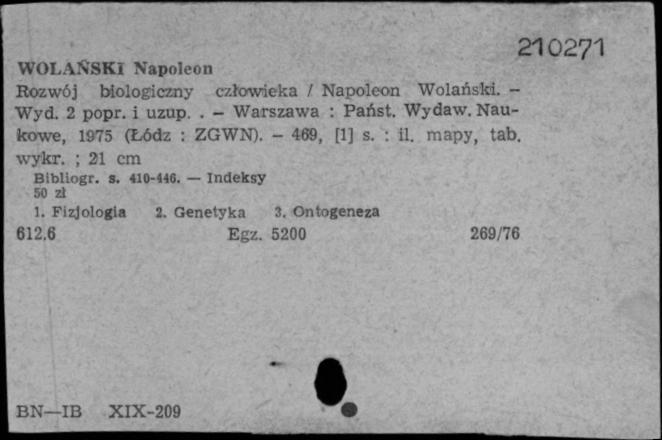 210271
WOLAŃSKI Napoleon
Rozwój biologiczny człowieka / Napoleon Wolański. –
Wyd. 2 popr. i uzup. . – Warszawa : Państ. Wydaw. Nau-
kowe, 1975 (Łódź : ZGWN). – 469, [1] s. : il. mapy, tab.
wykr. ; 21 cm
Bibliogr. s. 410-446. — Indeksy
50 zł
1. Fizjologia 2. Genetyka 3. Ontogeneza
612.6 Egz. 5200 269/76
BN—IB XIX-209